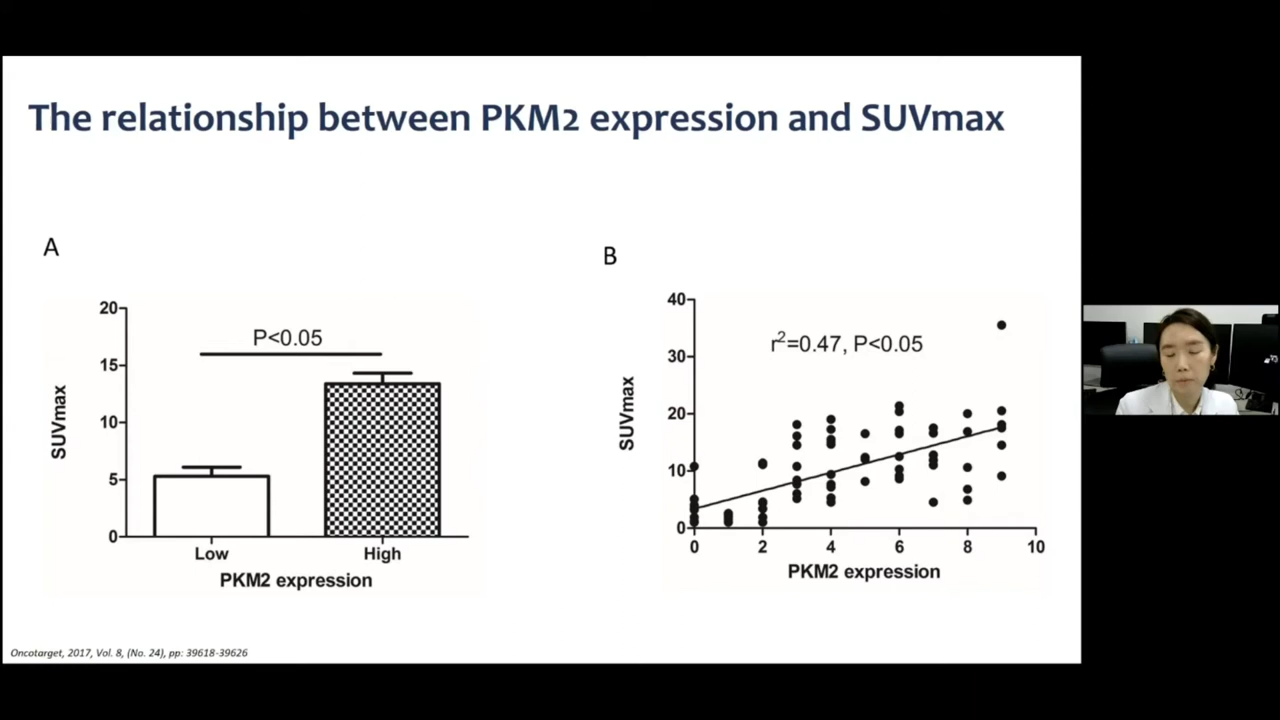 The relationship between PKM2 expression and SUVmax
A
20
15
10
5
0
SUVmax
P<0.05
Low
High
PKM2 expression
B
40
30
20
10
0
SUVmax
r²=0.47, P<0.05
0 2 4 6 8 10
PKM2 expression
Oncotarget, 2017, Vol. 8, (No. 24), pp: 39618-39626